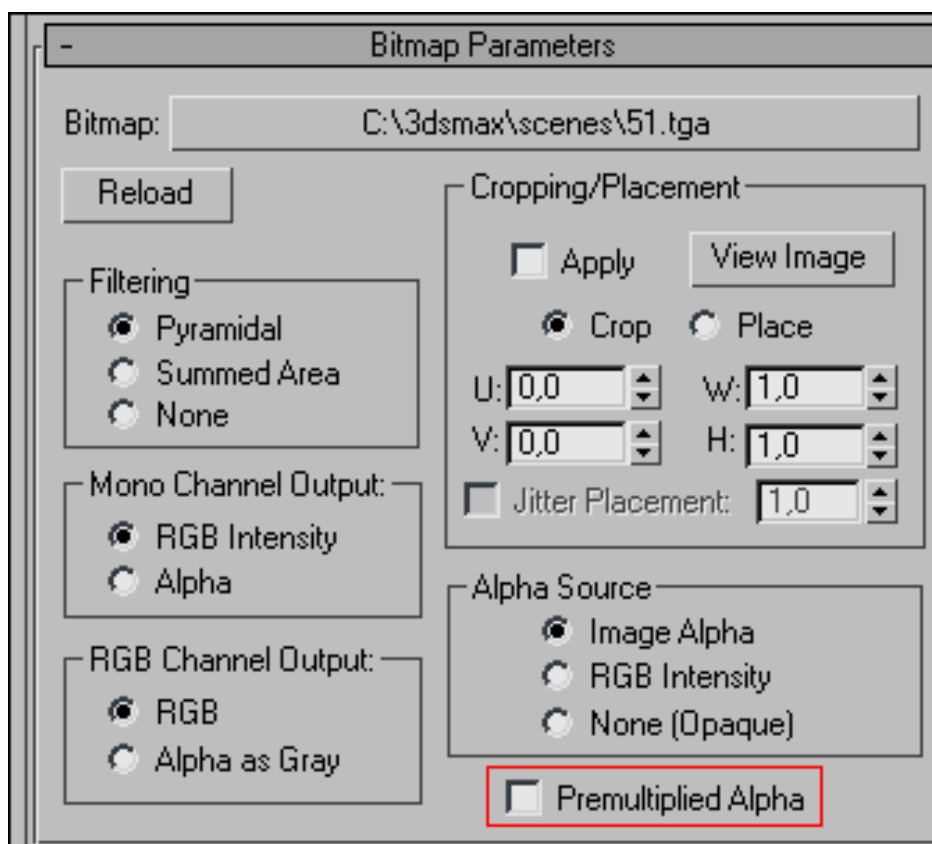 Bitmap Parameters
Bitmap: C:\3dsmax\scenes\51.tga
Reload
Filtering
Pyramidal
Summed Area
None
Mono Channel Output:
RGB Intensity
Alpha
RGB Channel Output:
RGB
Alpha as Gray
Cropping/Placement
Apply View Image
Crop Place
U: 0,0 W: 1,0
V: 0,0 H: 1,0
Jitter Placement: 1,0
Alpha Source
Image Alpha
RGB Intensity
None (Opaque)
Premultiplied Alpha